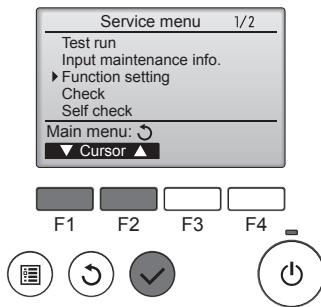 Service menu 1/2
Test run
Input maintenance info.
Function setting
Check
Self check
Main menu:
Cursor
F1 F2 F3 F4